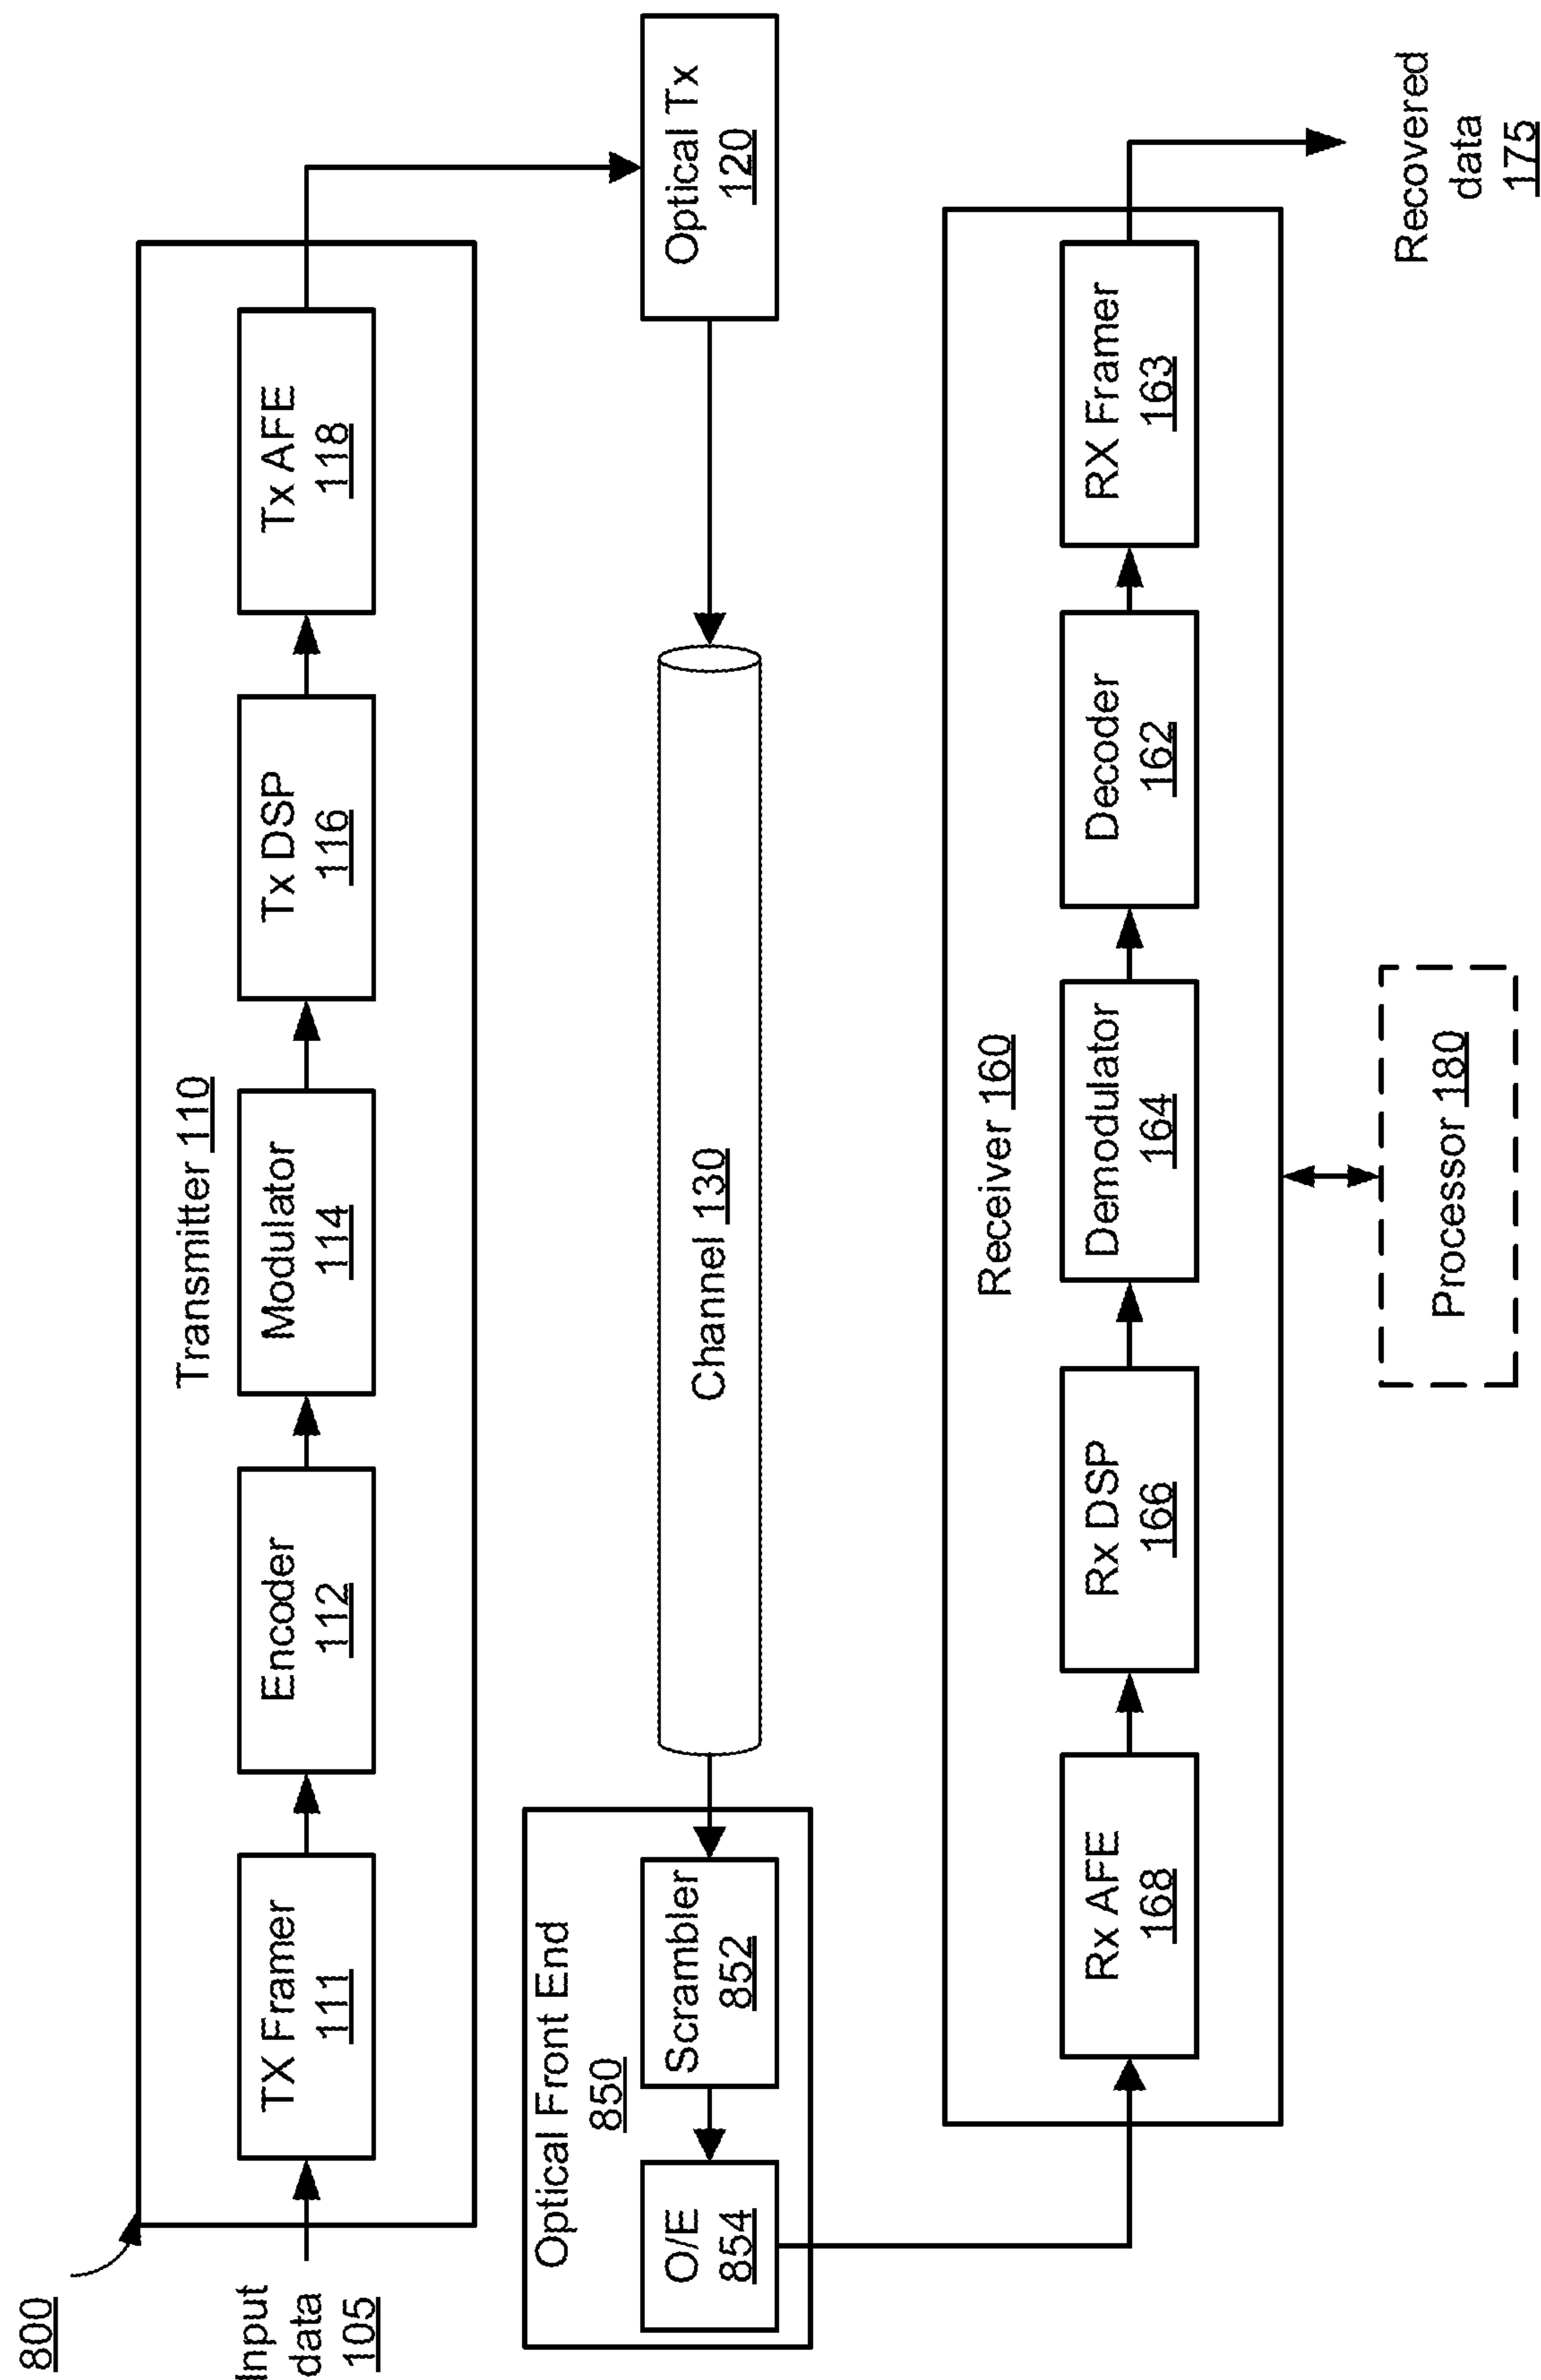 800
Input
data
105
Transmitter 110
TX Framer
111
Encoder
112
Modulator
114
Tx DSP
116
Tx AFE
118
Optical Tx
120
Channel 130
Optical Front End
850
Scrambler
852
O/E
854
Receiver 160
Rx AFE
168
Rx DSP
166
Demodulator
164
Decoder
162
RX Framer
163
Recovered
data
175
Processor 180